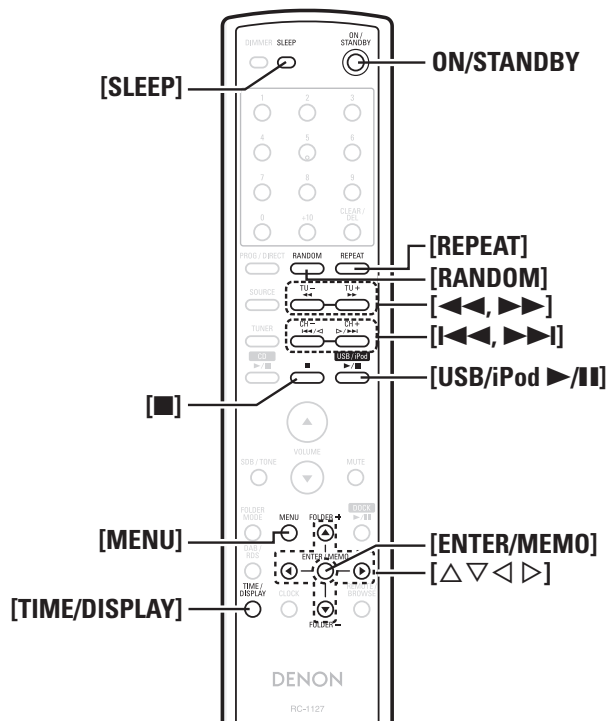 DIMMER SLEEP
ON/
STANDBY
ON/STANDBY
[SLEEP]
1 2 3
4 5 6
7 8 9
0 +10 CLEAR /
DEL
[REPEAT]
PROG / DIRECT RANDOM REPEAT
[RANDOM]
TU − TU +
◄◄ ►►
SOURCE
[◄◄, ►►]
CH − CH +
I◄◄/◁ ▷/►►I
TUNER
[I◄◄, ►►I]
CD
►/■ ■ USB/iPod
►/■
[USB/iPod ►/II]
[■]
VOLUME
SDB / TONE MUTE
FOLDER
MODE
MENU FOLDER +
DOCK
►/II
[MENU]
ENTER/MEMO
[ENTER/MEMO]
DAB /
RDS
[△ ▽ ◁ ▷]
TIME /
DISPLAY
CLOCK
BROWSE
[TIME/DISPLAY]
FOLDER −
DENON
RC-1127